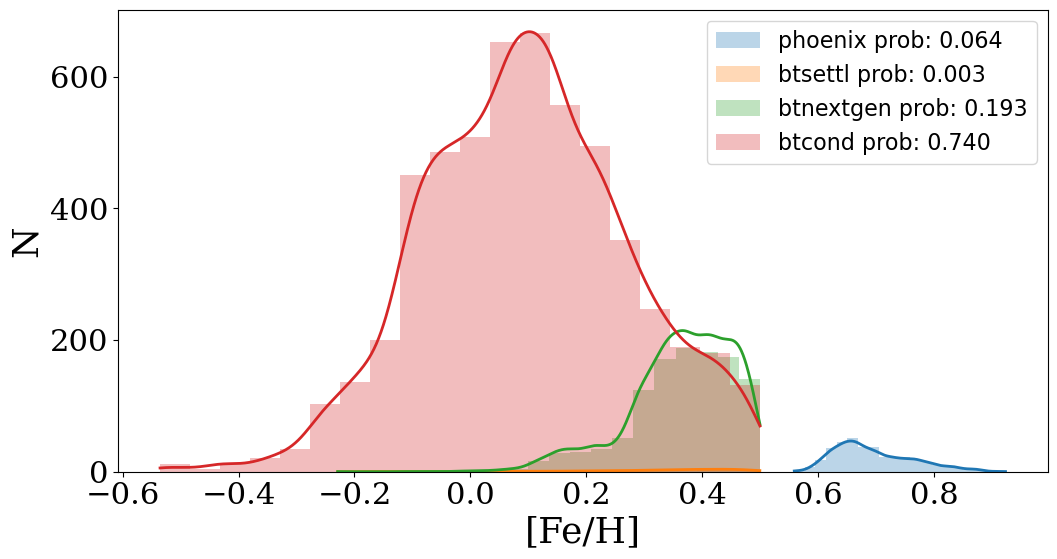 phoenix prob: 0.064
btsettl prob: 0.003
btnextgen prob: 0.193
btcond prob: 0.740
600
400
200
0
N
−0.6 −0.4 −0.2 0.0 0.2 0.4 0.6 0.8
[Fe/H]